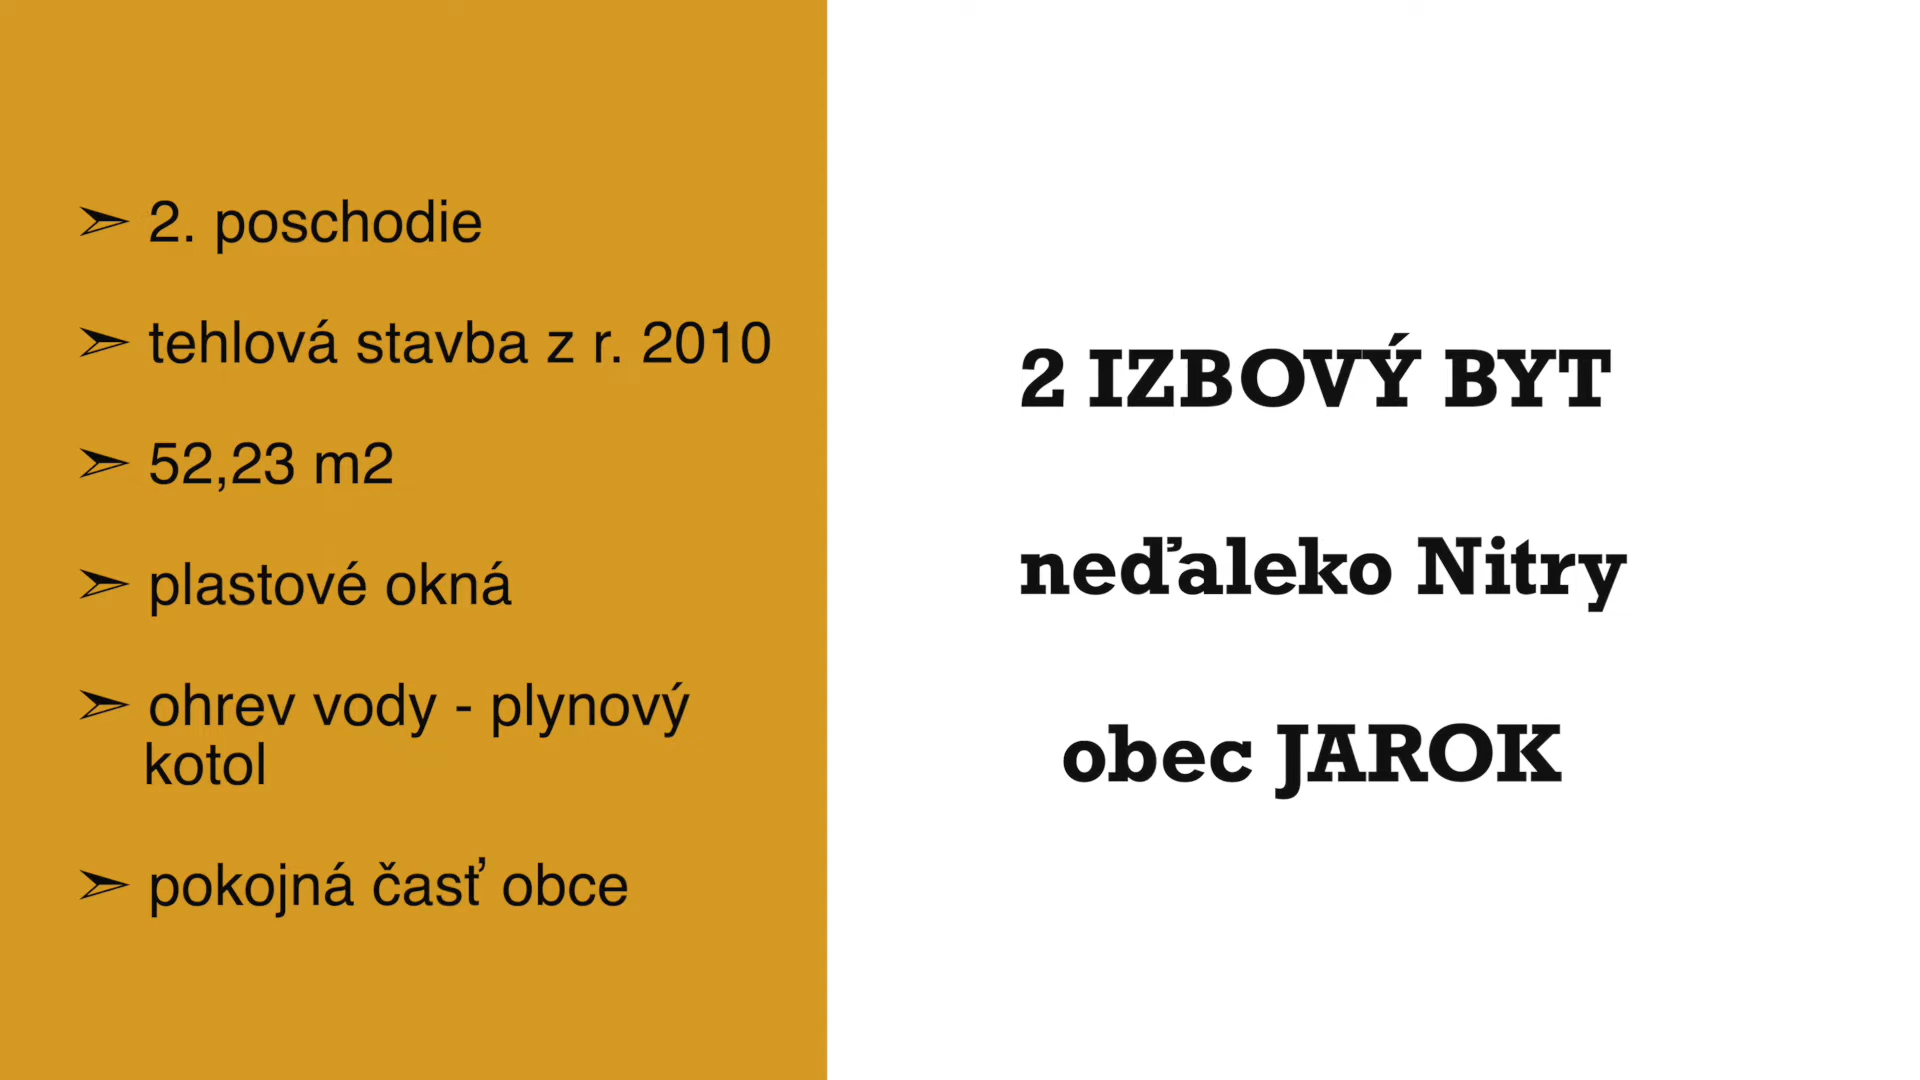 ➢ 2. poschodie
➢ tehlová stavba z r. 2010
➢ 52,23 m2
➢ plastové okná
➢ ohrev vody - plynový
kotol
➢ pokojná časť obce
2 IZBOVÝ BYT
neďaleko Nitry
obec JAROK